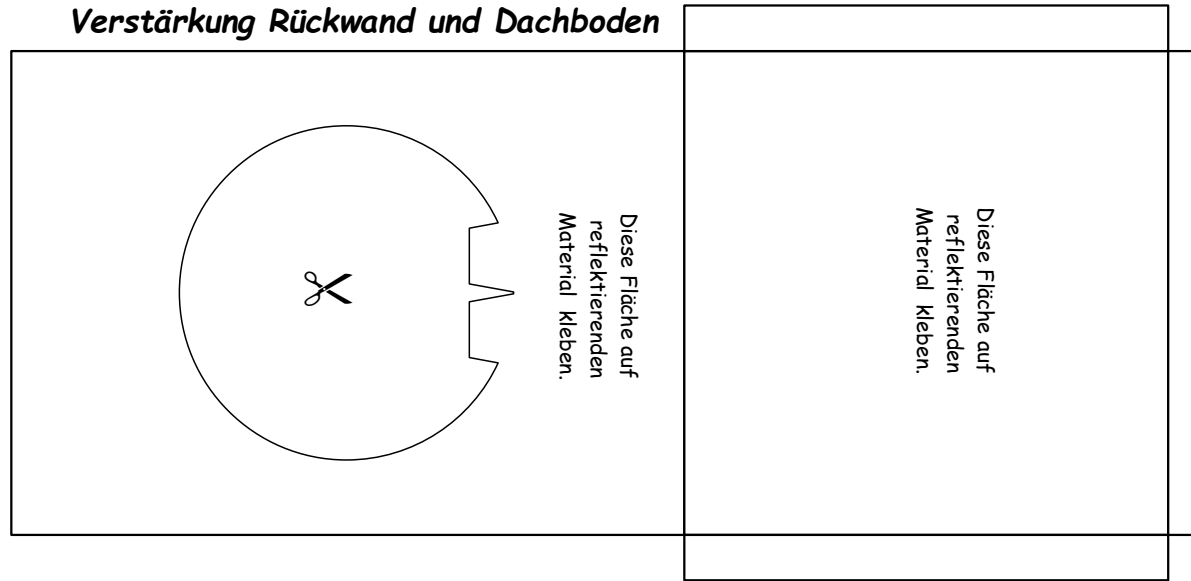 Verstärkung Rückwand und Dachboden
Diese Fläche auf
reflektierenden
Material kleben.
Diese Fläche auf
reflektierenden
Material kleben.